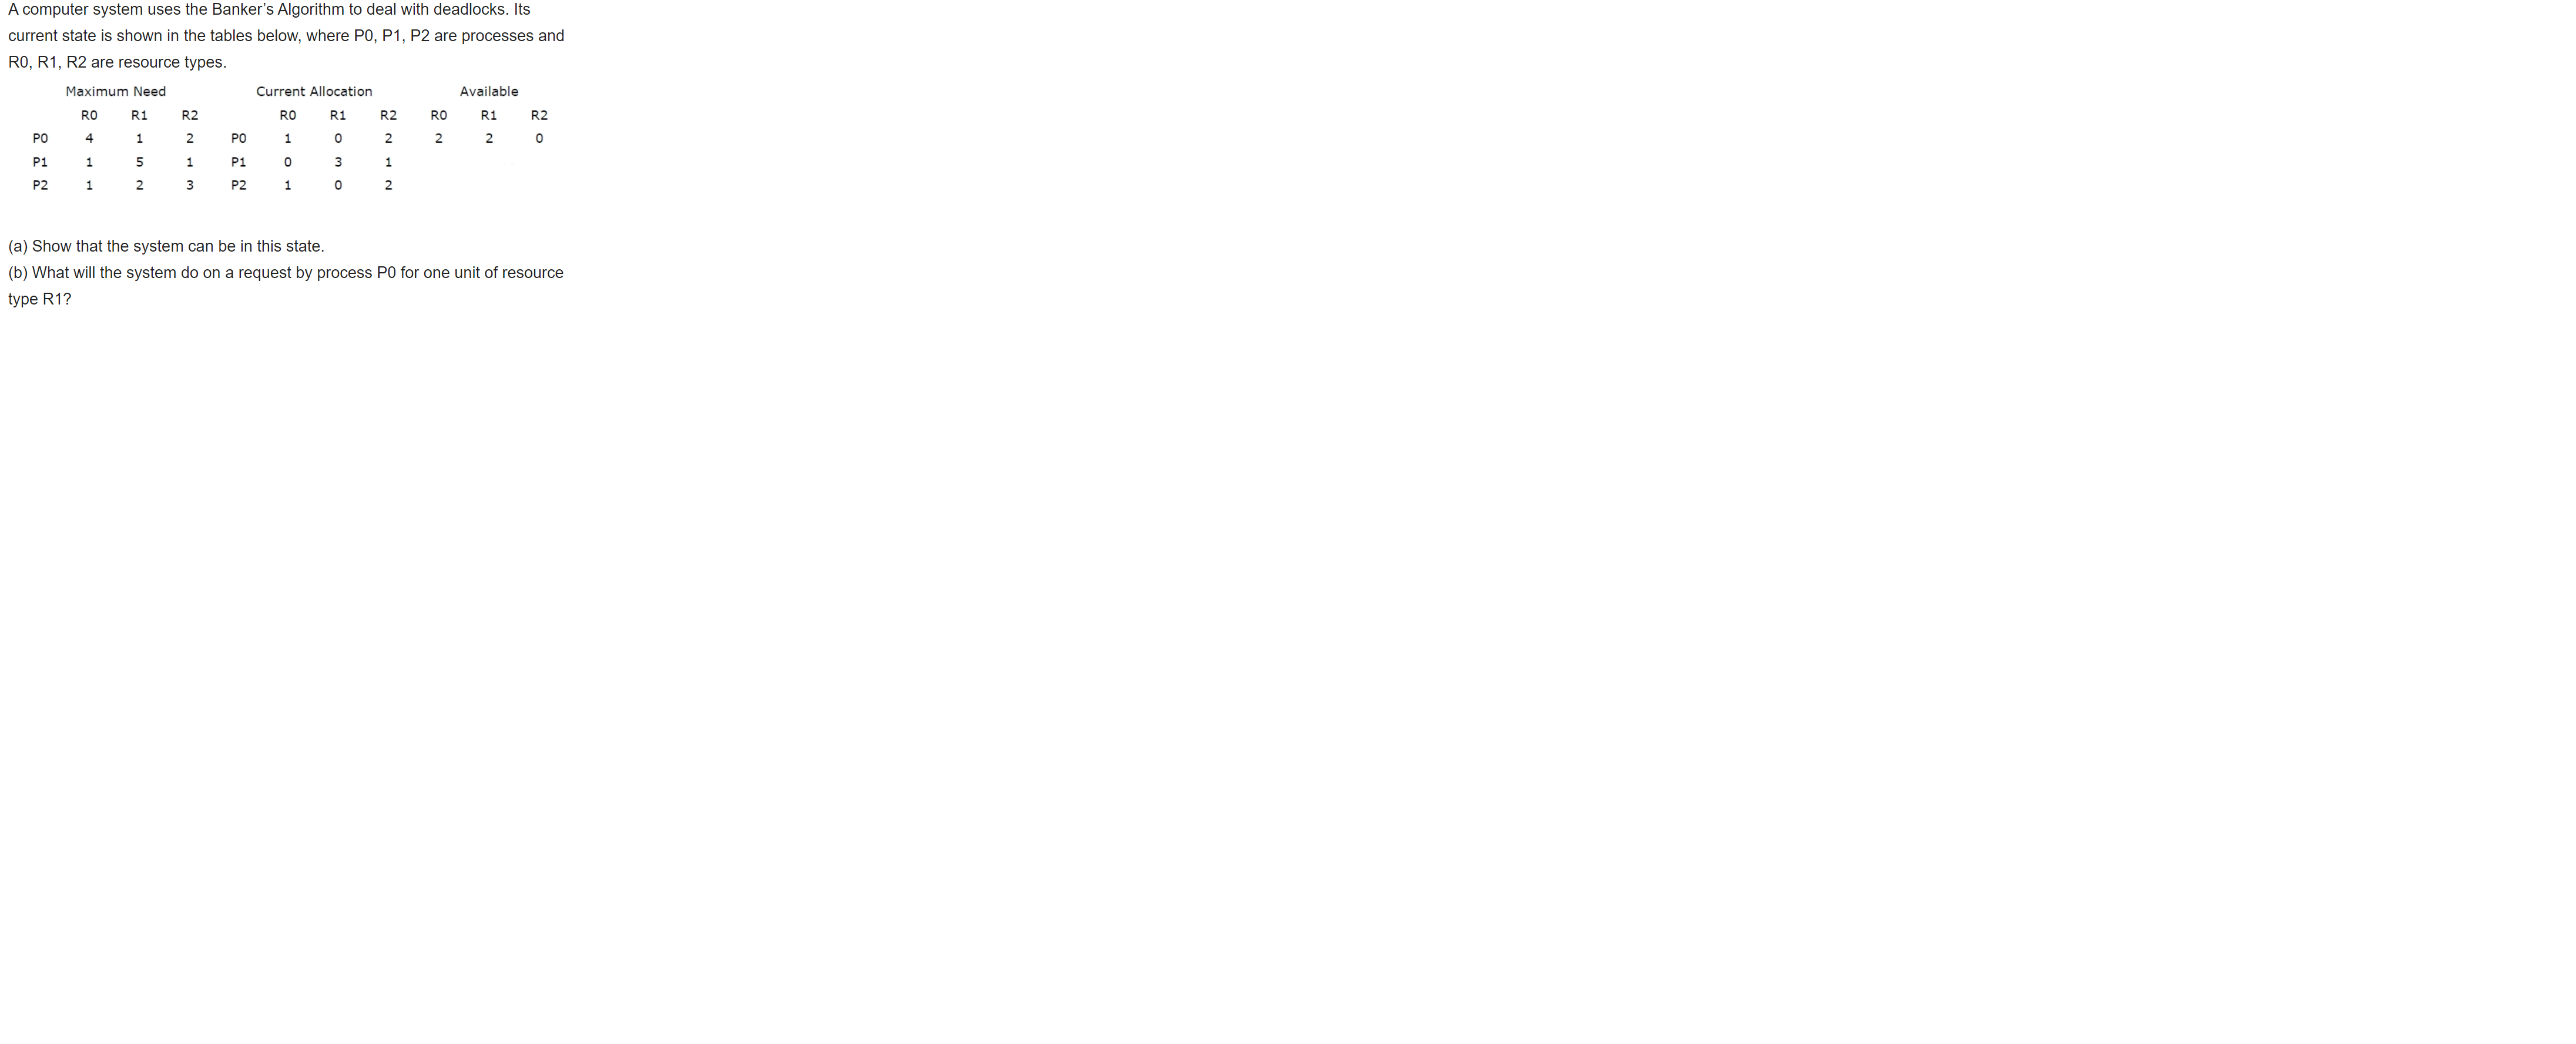 A computer system uses the Banker’s Algorithm to deal with deadlocks. Its
current state is shown in the tables below, where P0, P1, P2 are processes and
R0, R1, R2 are resource types.
Maximum Need Current Allocation Available
R0 R1 R2 R0 R1 R2 R0 R1 R2
P0 4 1 2 P0 1 0 2 2 2 0
P1 1 5 1 P1 0 3 1
P2 1 2 3 P2 1 0 2
(a) Show that the system can be in this state.
(b) What will the system do on a request by process P0 for one unit of resource
type R1?